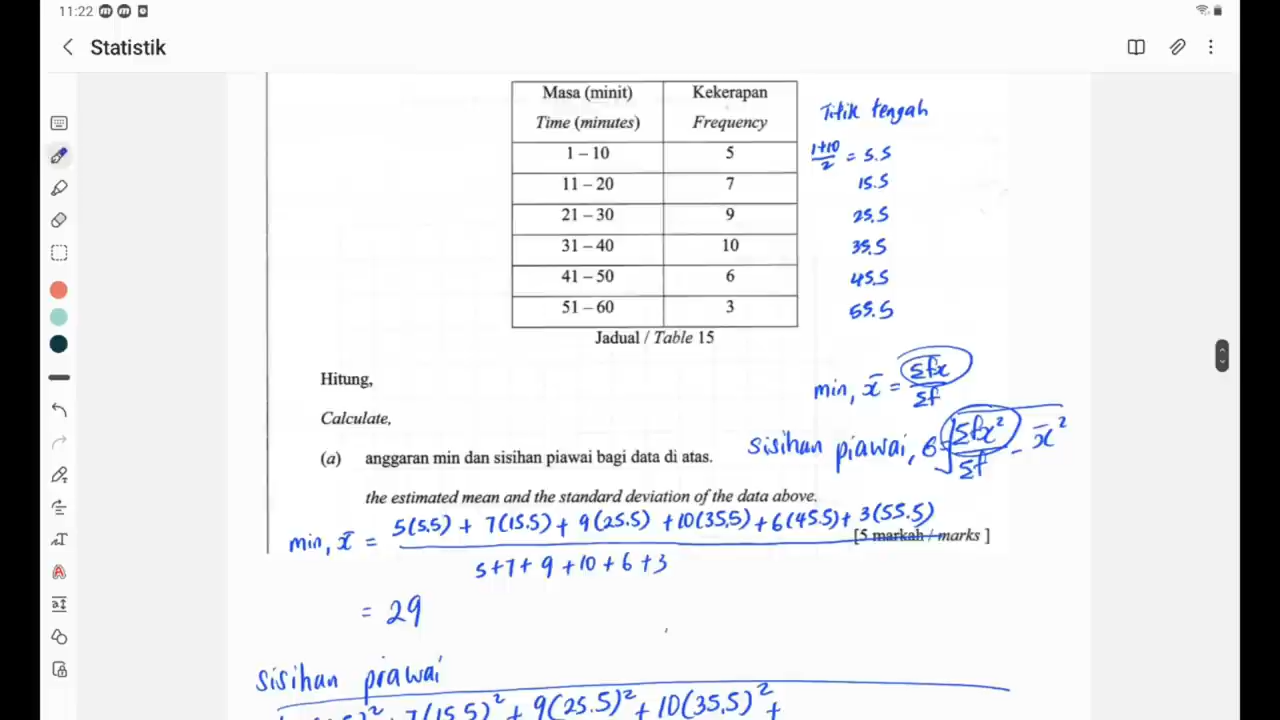 11:22
Statistik
Masa (minit) Kekerapan
Time (minutes) Frequency
Titik tengah
1 – 10 5 1+10/2 = 5.5
11 – 20 7 15.5
21 – 30 9 25.5
31 – 40 10 35.5
41 – 50 6 45.5
51 – 60 3 55.5
Jadual / Table 15
Hitung,
min, x̄ = Σfx/Σf
Calculate,
(a) anggaran min dan sisihan piawai bagi data di atas.
sisihan piawai, 6 = √(Σfx²/Σf - x̄²)
the estimated mean and the standard deviation of the data above.
[5 markah / marks ]
min, x̄ = 5(5.5) + 7(15.5) + 9(25.5) + 10(35.5) + 6(45.5) + 3(55.5)
5+7+ 9 +10 + 6 +3
= 29
sisihan piawai
7(15.5)² + 9(25.5)² + 10(35.5)² +